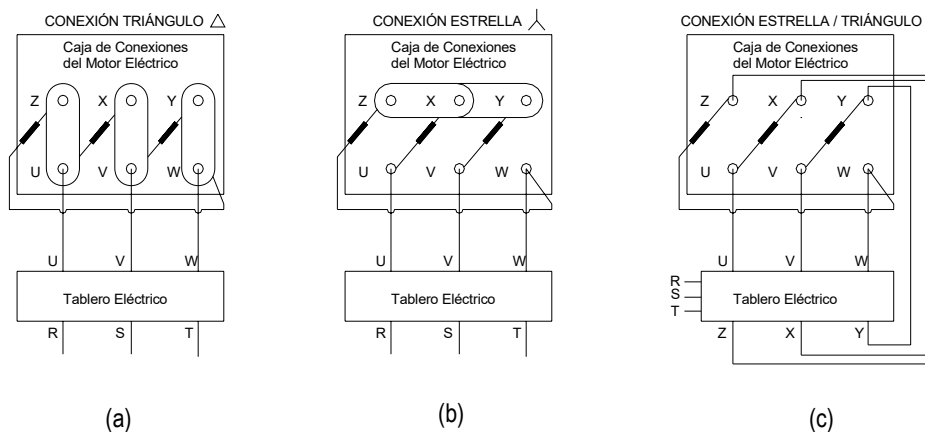 CONEXIÓN TRIÁNGULO
Caja de Conexiones
del Motor Eléctrico
Z X Y
U V W
U V W
Tablero Eléctrico
R S T
(a)
CONEXIÓN ESTRELLA
Caja de Conexiones
del Motor Eléctrico
Z X Y
U V W
U V W
Tablero Eléctrico
R S T
(b)
CONEXIÓN ESTRELLA / TRIÁNGULO
Caja de Conexiones
del Motor Eléctrico
Z X Y
U V W
U V W
R
S
T
Tablero Eléctrico
Z X Y
(c)